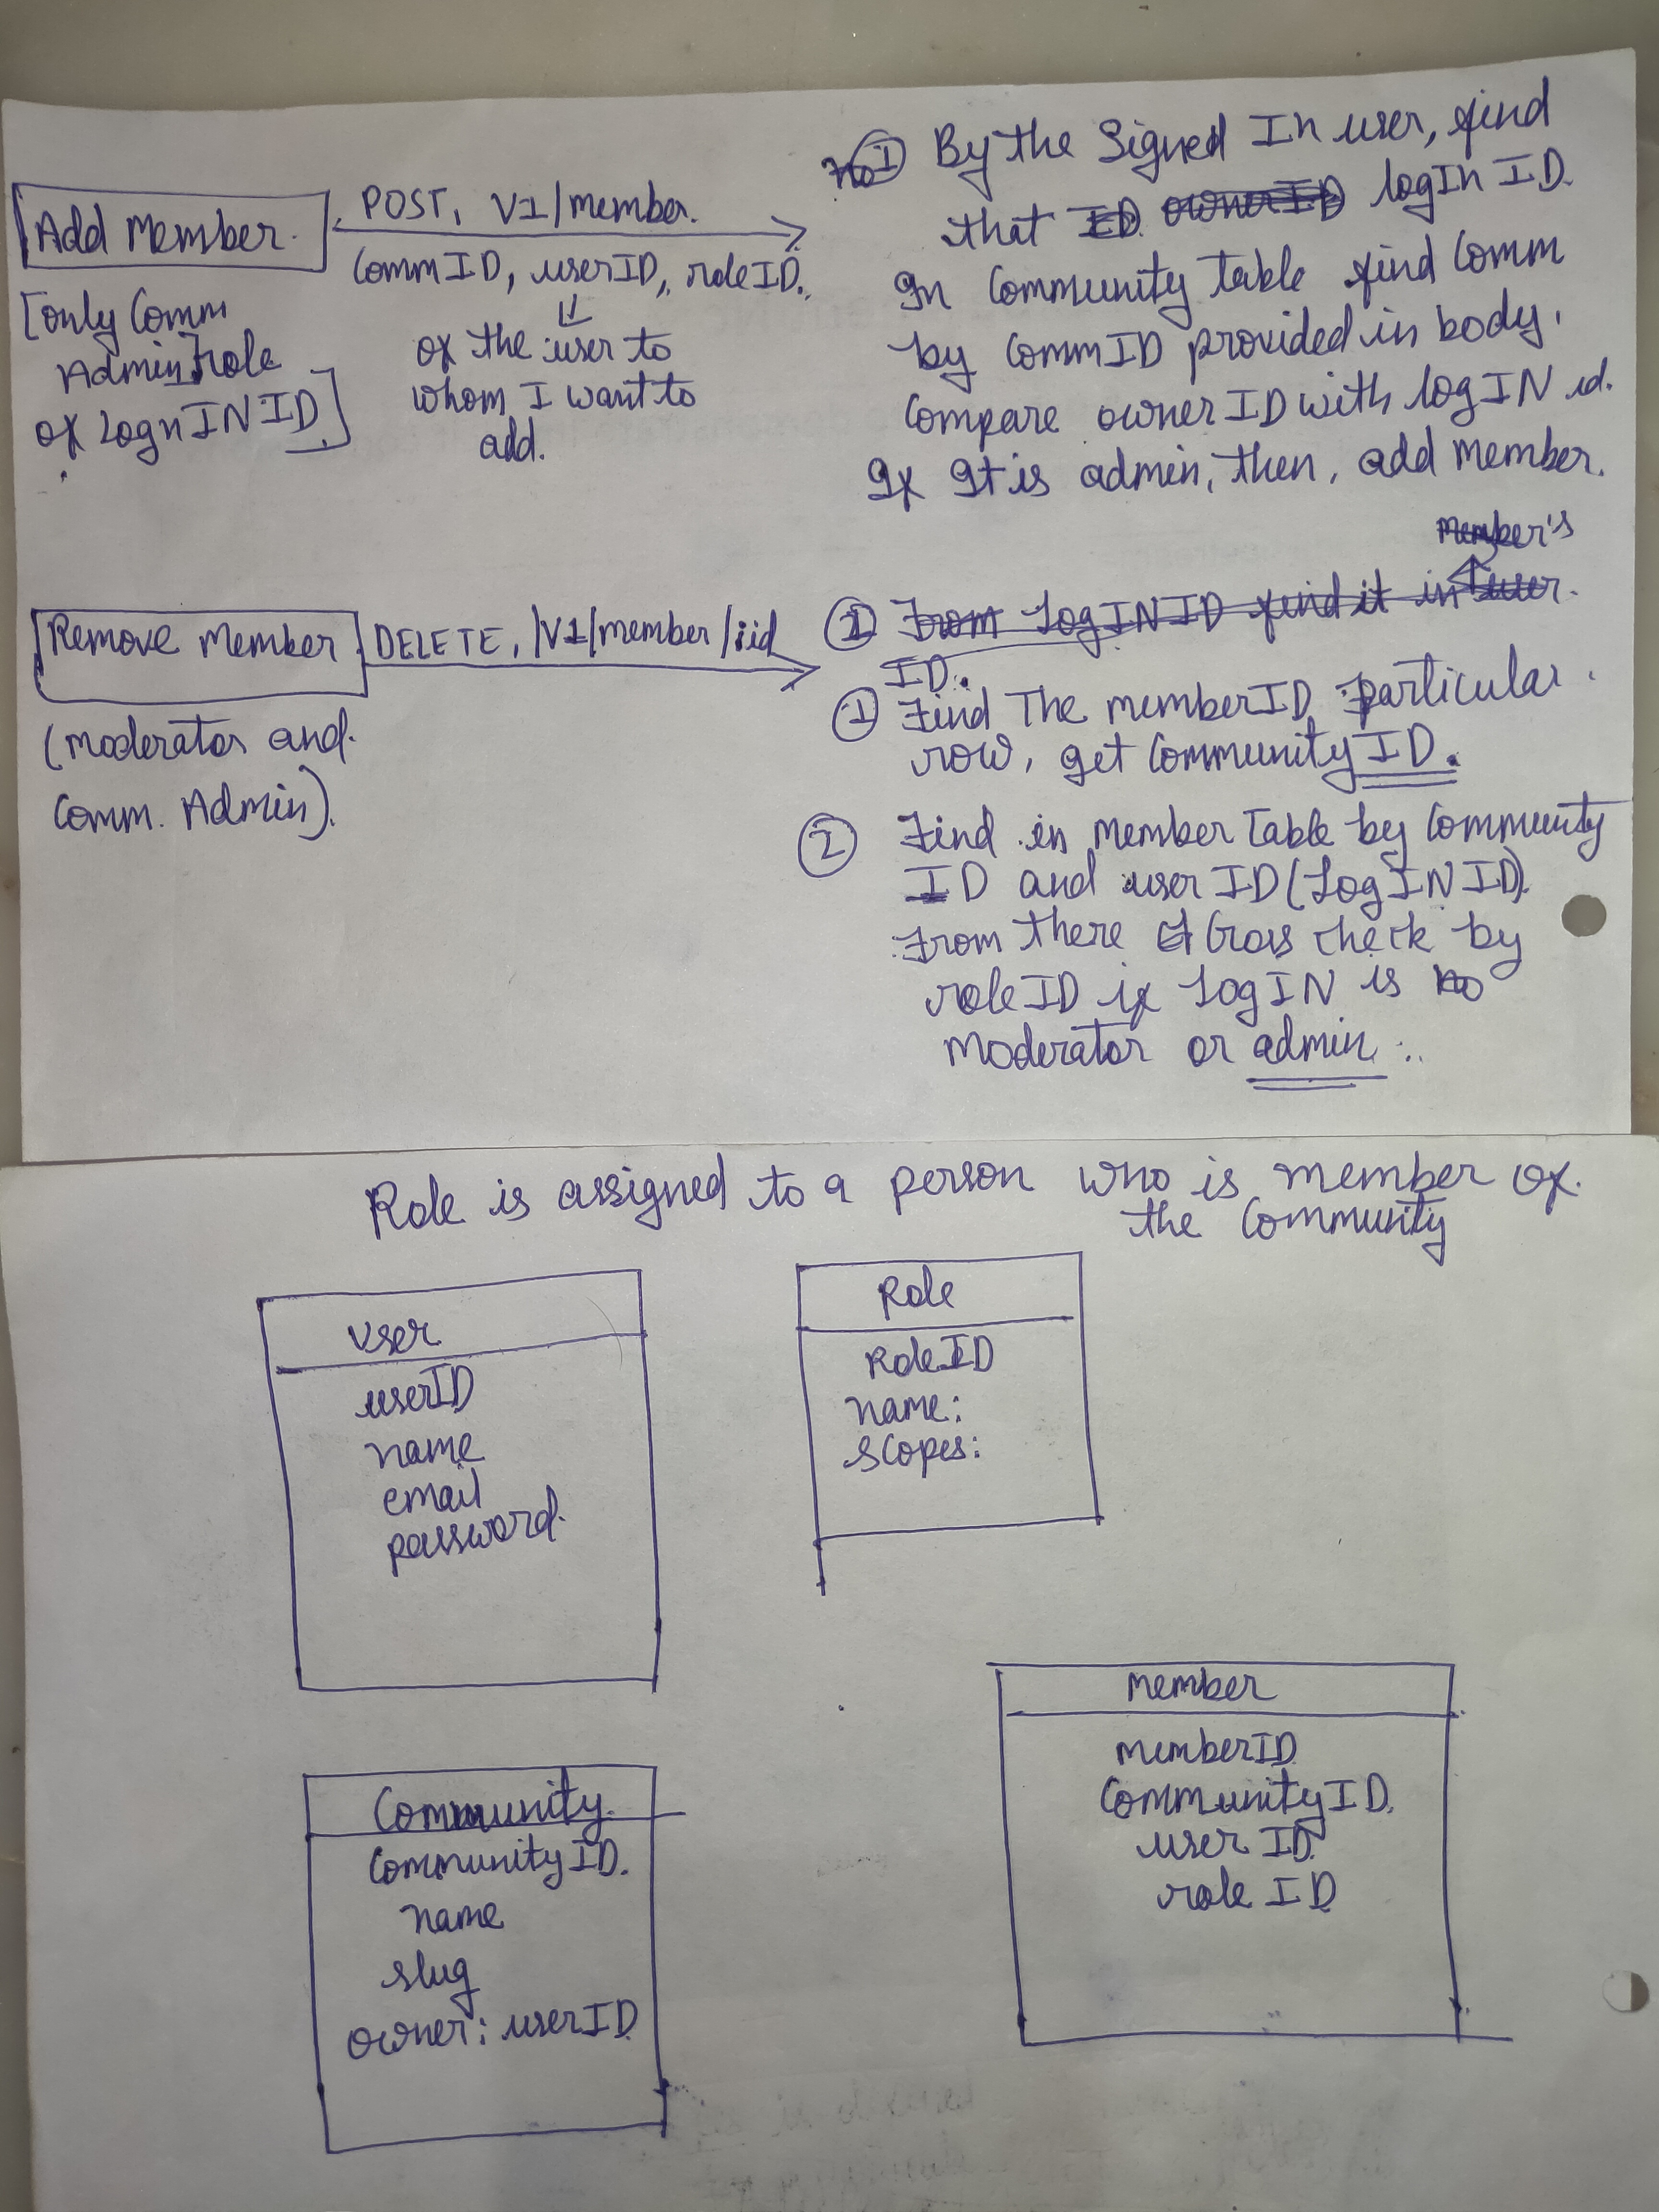 Add Member.
[only Comm
Admin] role
of LognIN ID]
POST, V1/member.
CommID, userID, roleID.
of the user to
whom I want to
add.
① By the Signed In user, find
that ID ownerID logIn ID.
In Community table find Comm
by CommID provided in body.
Compare ownerID with logIN id.
If It is admin, then, add member.
Remove Member
(moderator and
Comm. Admin).
DELETE, /V1/member/:id
member's
① From LogINID find it in user.
ID.
① Find The memberID particular
row, get CommunityID.
② Find in member Table by Community
ID and userID (LogINID).
From there Cross check by
roleID if LogIN is no
moderator or admin.
Role is assigned to a person who is member of
the Community
User
userID
name
email
password.
Role
RoleID
name:
scopes:
member
memberID
CommunityID.
userID
roleID
Community.
CommunityID.
name
slug
owner: userID